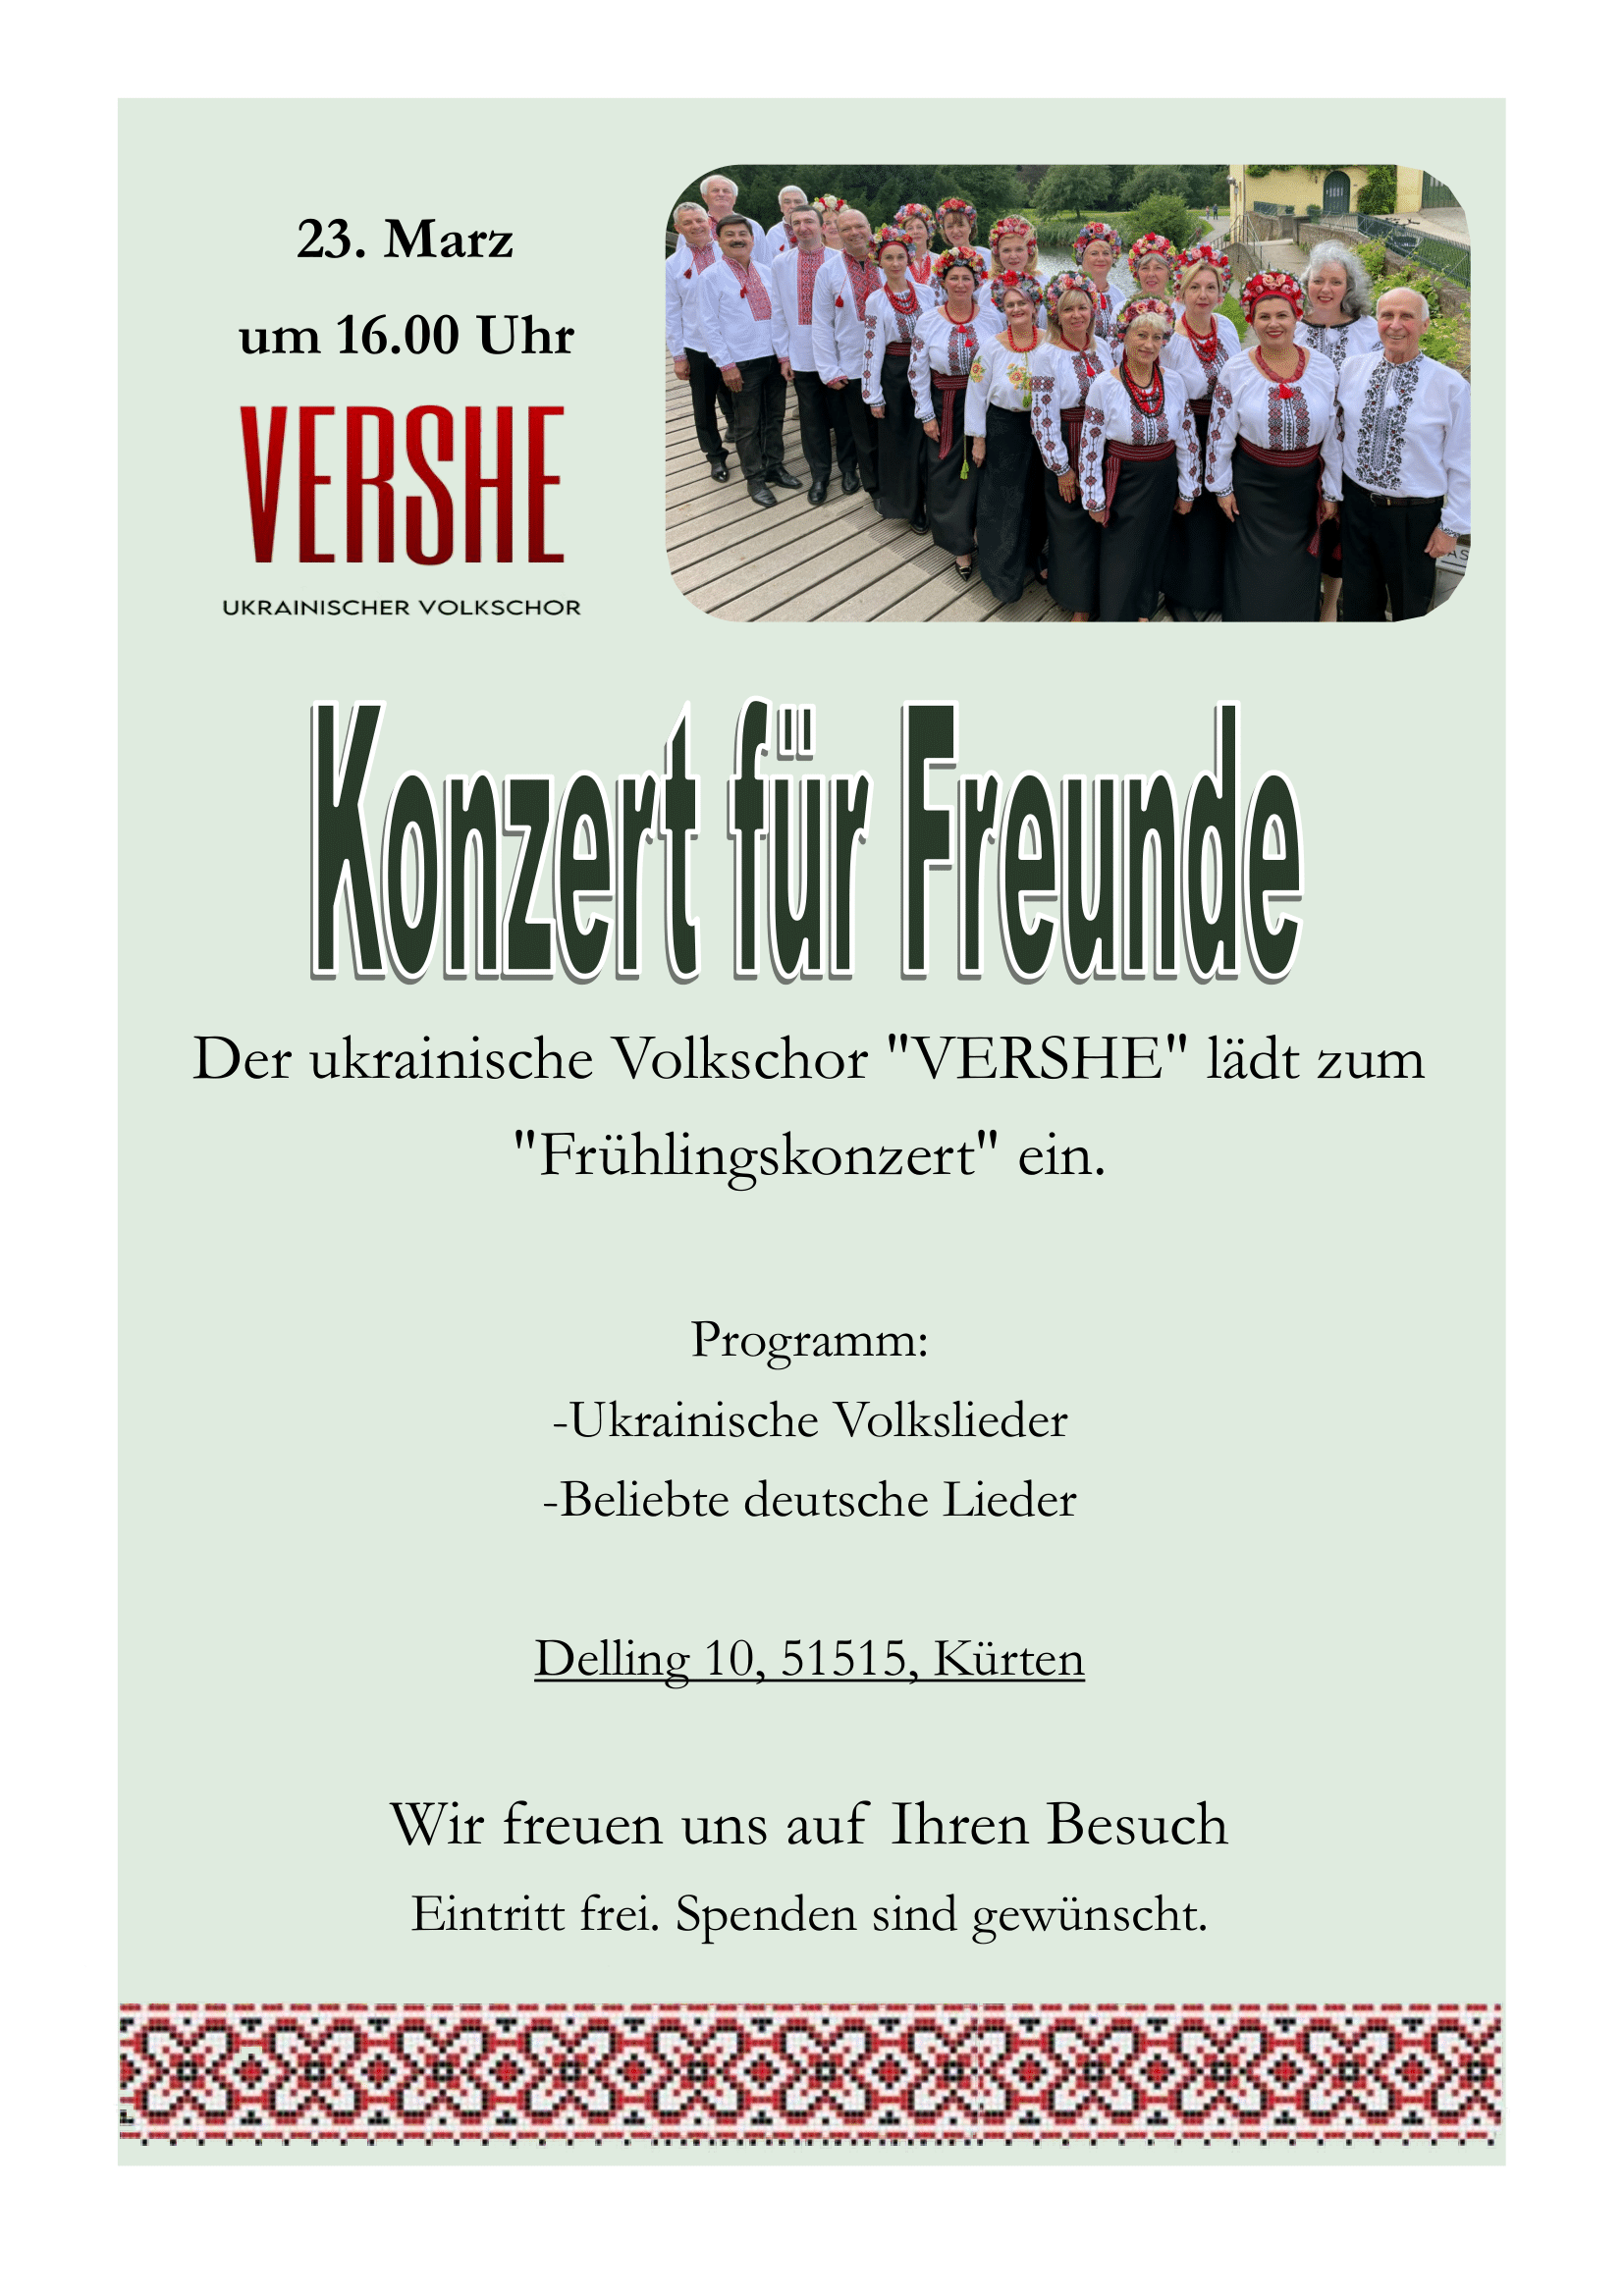 23. Marz
um 16.00 Uhr
VERSHE
UKRAINISCHER VOLKSCHOR
Konzert für Freunde
Der ukrainische Volkschor "VERSHE" lädt zum
"Frühlingskonzert" ein.
Programm:
-Ukrainische Volkslieder
-Beliebte deutsche Lieder
Delling 10, 51515, Kürten
Wir freuen uns auf Ihren Besuch
Eintritt frei. Spenden sind gewünscht.